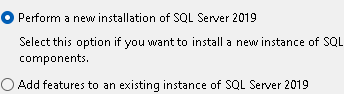 Perform a new installation of SQL Server 2019
Select this option if you want to install a new instance of SQL
components.
Add features to an existing instance of SQL Server 2019